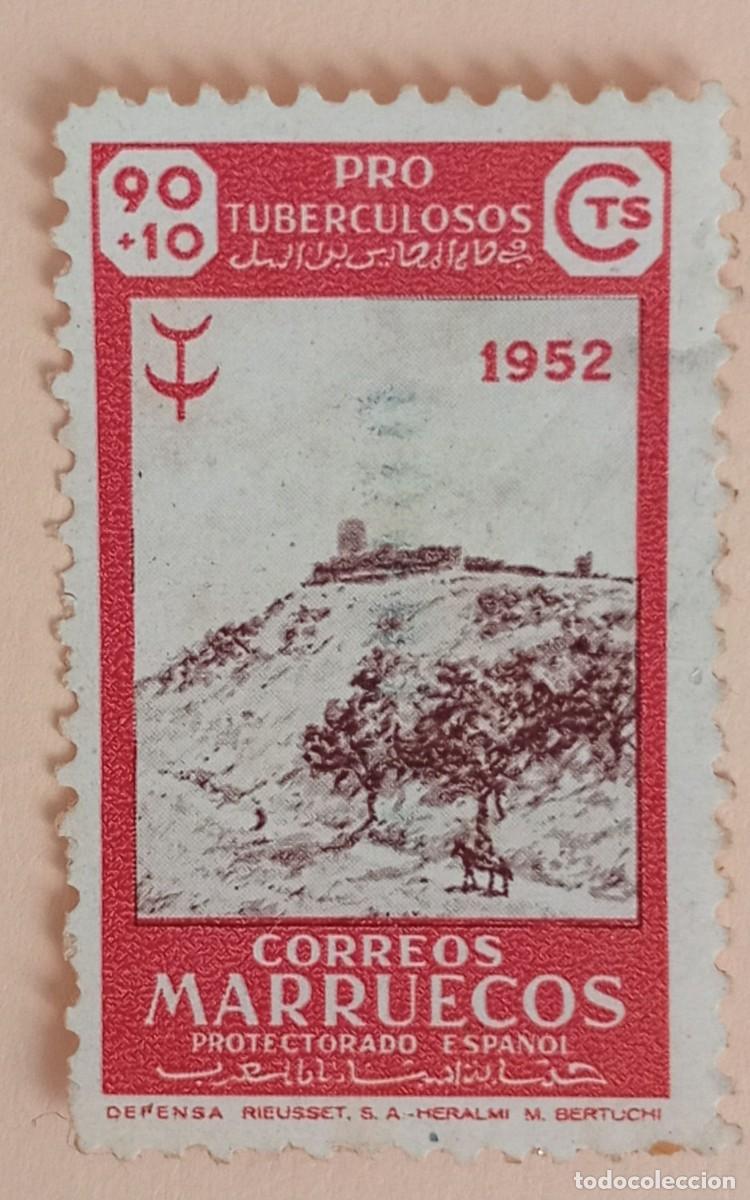 90
+10
PRO
TUBERCULOSOS
CTS
1952
CORREOS
MARRUECOS
PROTECTORADO ESPAÑOL
DEFENSA RIEUSSET, S. A.-HERALMI M. BERTUCHI
todocoleccion